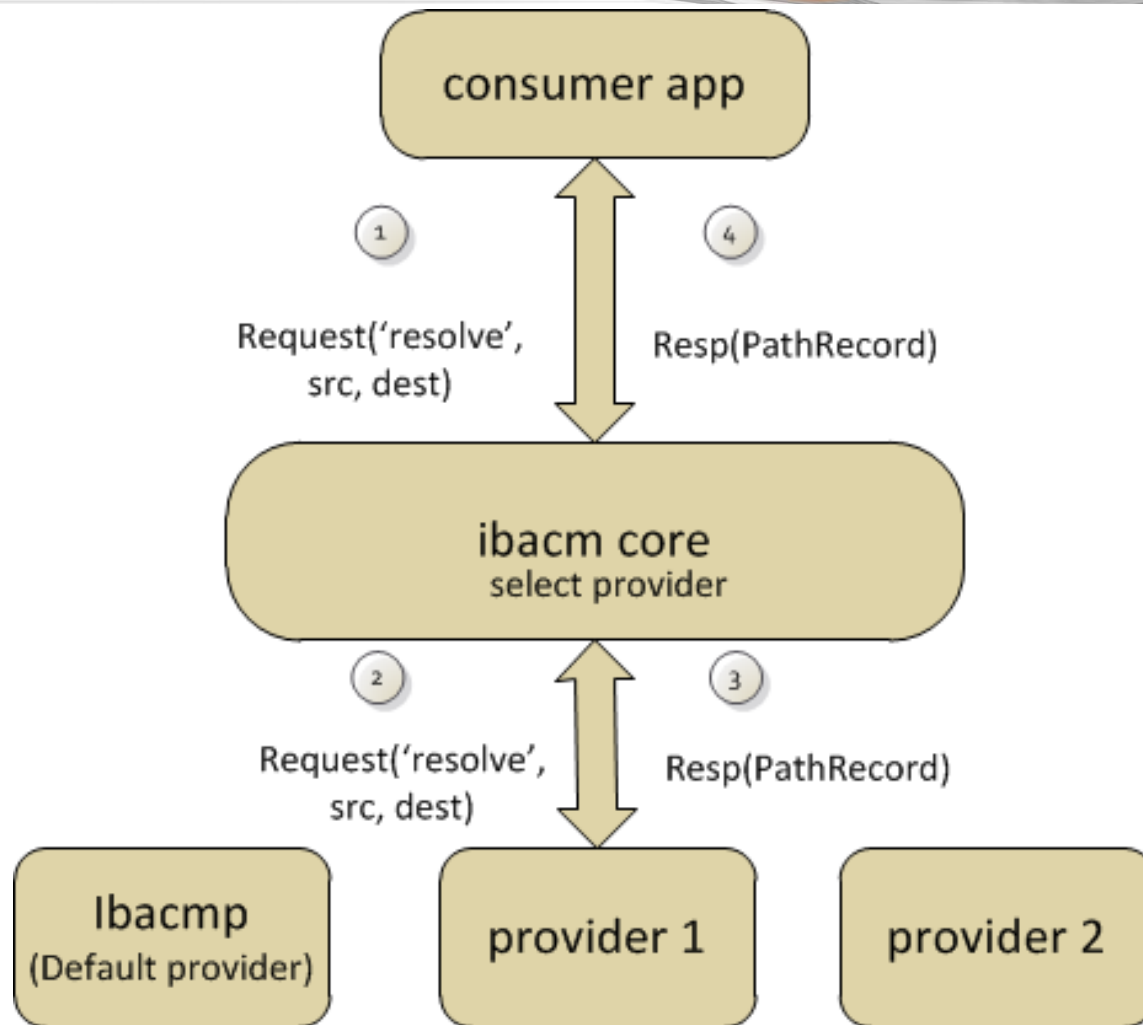 consumer app
1
4
Request(‘resolve’,
src, dest)
Resp(PathRecord)
ibacm core
select provider
2
3
Request(‘resolve’,
src, dest)
Resp(PathRecord)
Ibacmp
(Default provider)
provider 1
provider 2